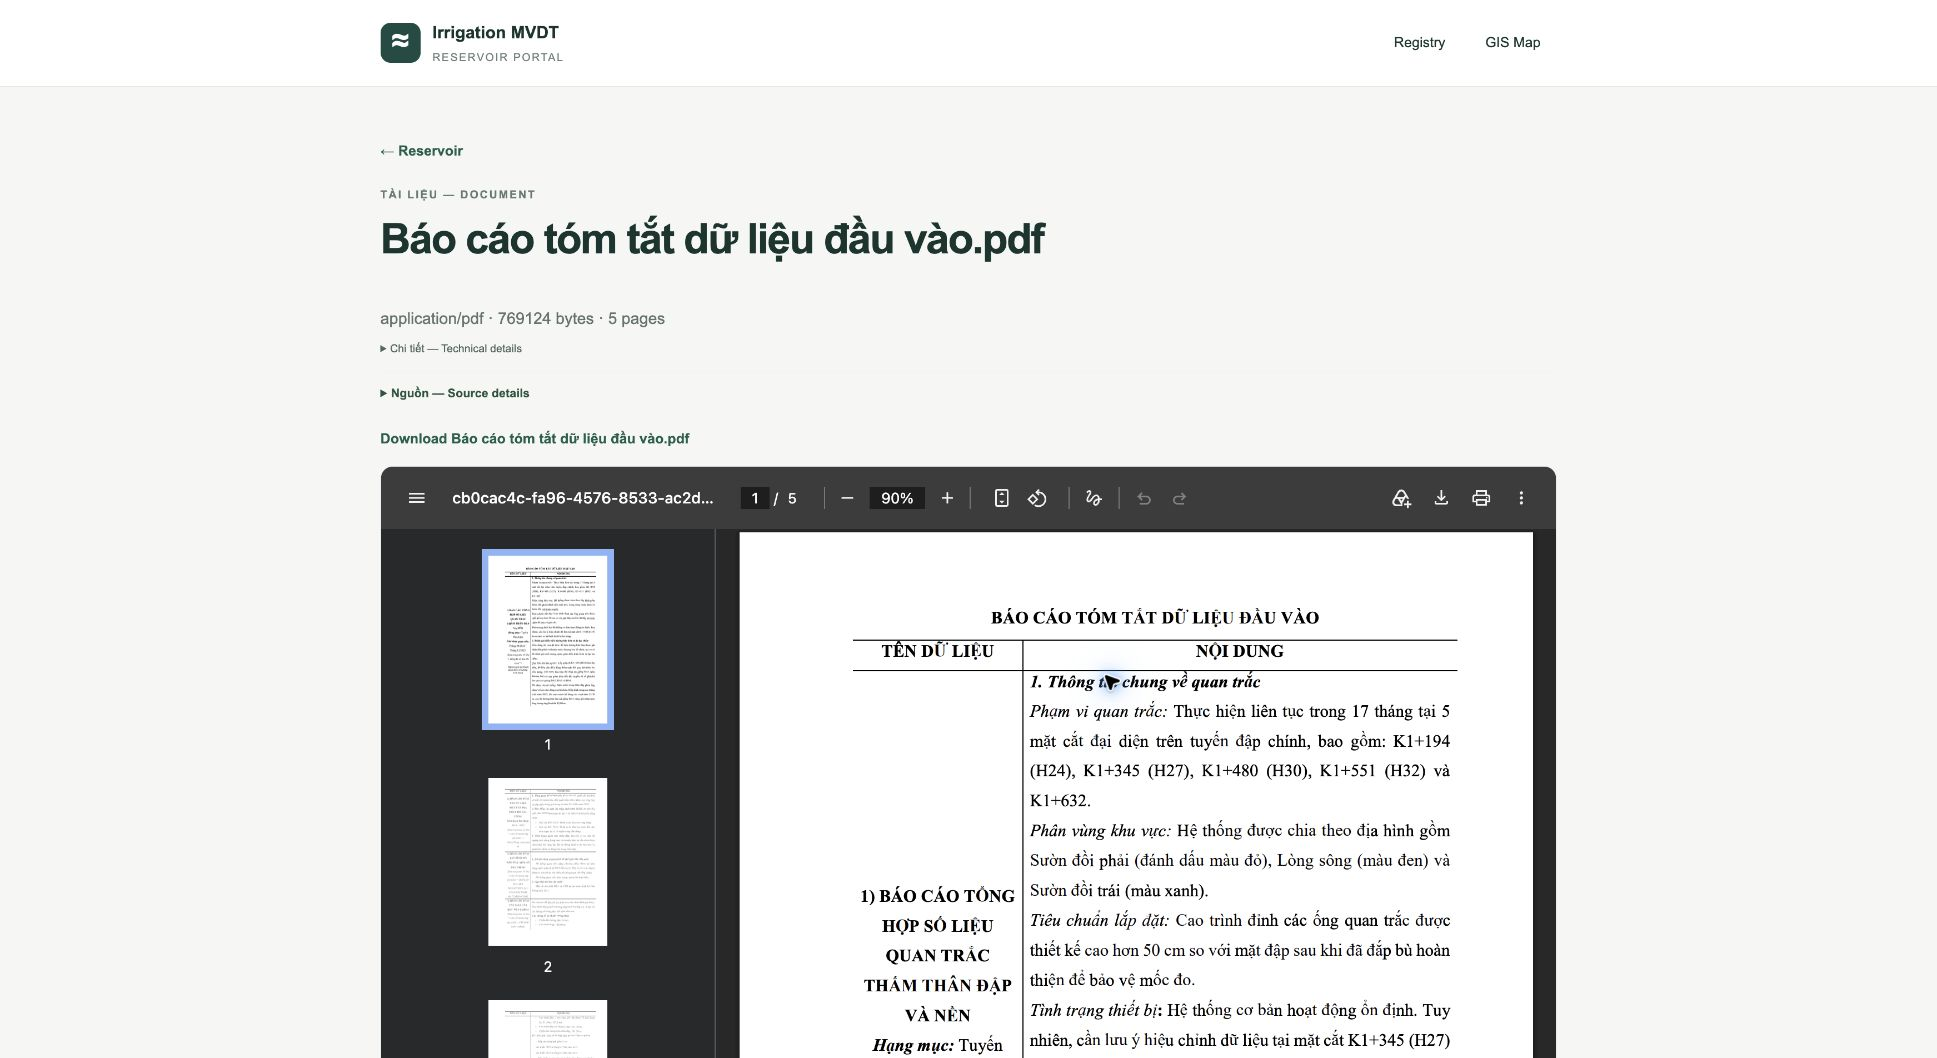 Irrigation MVDT
RESERVOIR PORTAL
Registry
GIS Map
← Reservoir
TÀI LIỆU — DOCUMENT
Báo cáo tóm tắt dữ liệu đầu vào.pdf
application/pdf · 769124 bytes · 5 pages
Chi tiết — Technical details
Nguồn — Source details
Download Báo cáo tóm tắt dữ liệu đầu vào.pdf
cb0cac4c-fa96-4576-8533-ac2d...
1 / 5
90%
1
2
BÁO CÁO TÓM TẮT DỮ LIỆU ĐẦU VÀO
TÊN DỮ LIỆU
NỘI DUNG
1) BÁO CÁO TỔNG
HỢP SỐ LIỆU
QUAN TRẮC
THẤM THÂN ĐẬP
VÀ NỀN
Hạng mục: Tuyến
1. Thông chung về quan trắc
Phạm vi quan trắc: Thực hiện liên tục trong 17 tháng tại 5
mặt cắt đại diện trên tuyến đập chính, bao gồm: K1+194
(H24), K1+345 (H27), K1+480 (H30), K1+551 (H32) và
K1+632.
Phân vùng khu vực: Hệ thống được chia theo địa hình gồm
Sườn đồi phải (đánh dấu màu đỏ), Lòng sông (màu đen) và
Sườn đồi trái (màu xanh).
Tiêu chuẩn lắp đặt: Cao trình đỉnh các ống quan trắc được
thiết kế cao hơn 50 cm so với mặt đập sau khi đã đắp bù hoàn
thiện để bảo vệ mốc đo.
Tình trạng thiết bị: Hệ thống cơ bản hoạt động ổn định. Tuy
nhiên, cần lưu ý hiệu chỉnh dữ liệu tại mặt cắt K1+345 (H27)